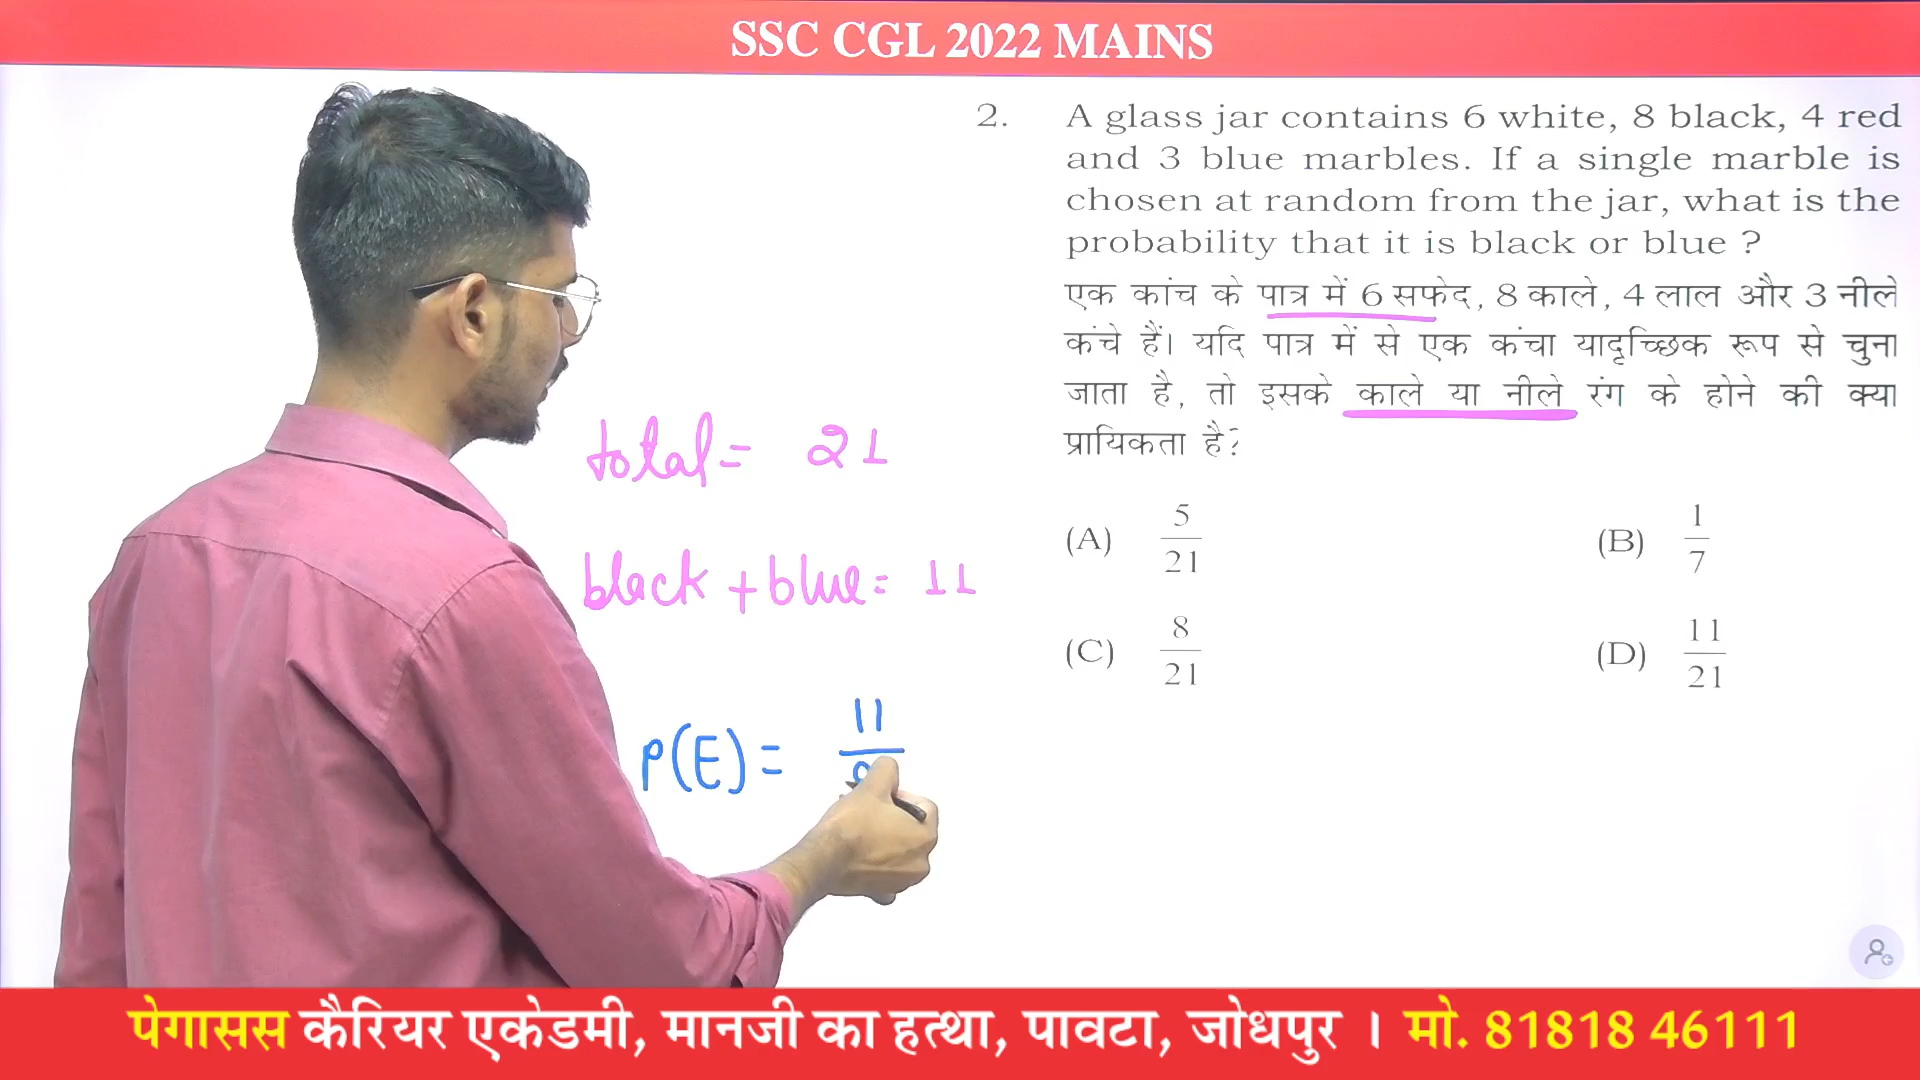 SSC CGL 2022 MAINS
2. A glass jar contains 6 white, 8 black, 4 red
and 3 blue marbles. If a single marble is
chosen at random from the jar, what is the
probability that it is black or blue ?
एक कांच के पात्र में 6 सफेद, 8 काले, 4 लाल और 3 नीले
कंचे हैं। यदि पात्र में से एक कंचा यादृच्छिक रूप से चुना
जाता है, तो इसके काले या नीले रंग के होने की क्या
प्रायिकता है?
(A) 5/21 (B) 1/7
(C) 8/21 (D) 11/21
total = 21
black + blue = 11
P(E) = 11
पेगासस कैरियर एकेडमी, मानजी का हत्था, पावटा, जोधपुर । मो. 81818 46111